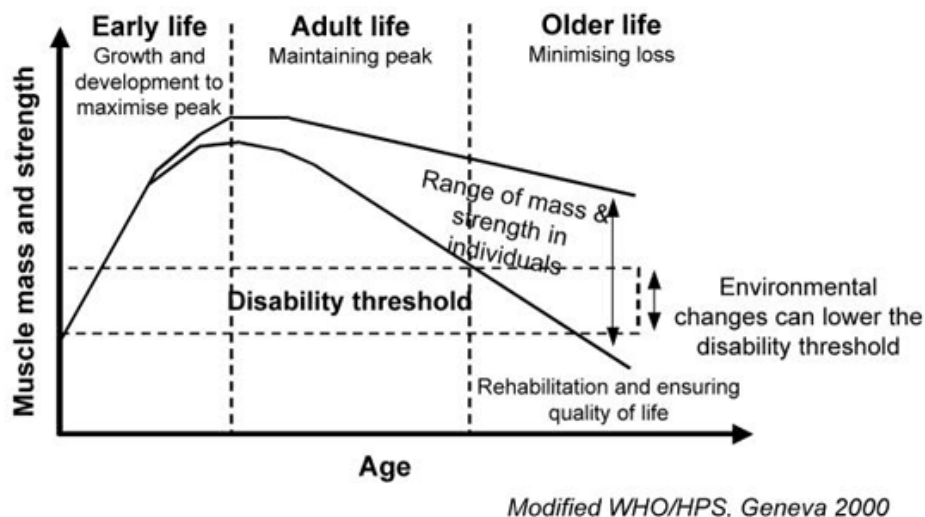 Early life
Growth and
development to
maximise peak
Adult life
Maintaining peak
Older life
Minimising loss
Muscle mass and strength
Range of mass &
strength in
individuals
Disability threshold
Environmental
changes can lower the
disability threshold
Rehabilitation and ensuring
quality of life
Age
Modified WHO/HPS, Geneva 2000